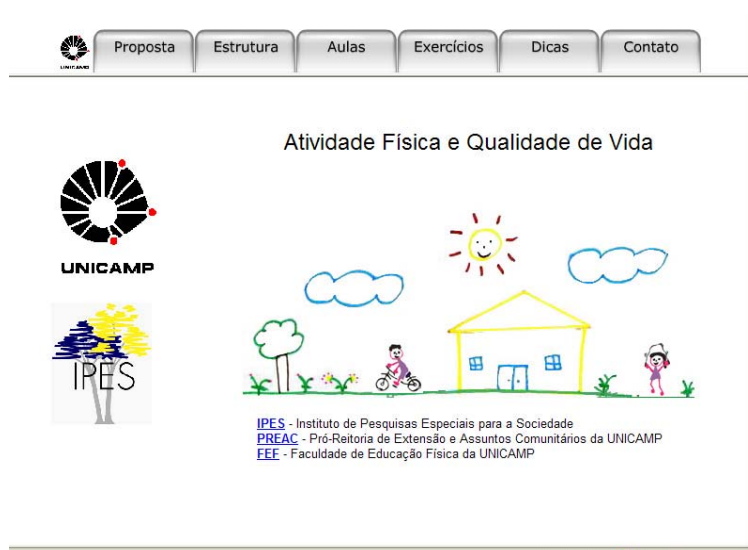 UNICAMP
Proposta
Estrutura
Aulas
Exercícios
Dicas
Contato
Atividade Física e Qualidade de Vida
UNICAMP
IPES
IPES - Instituto de Pesquisas Especiais para a Sociedade
PREAC - Pró-Reitoria de Extensão e Assuntos Comunitários da UNICAMP
FEF - Faculdade de Educação Física da UNICAMP